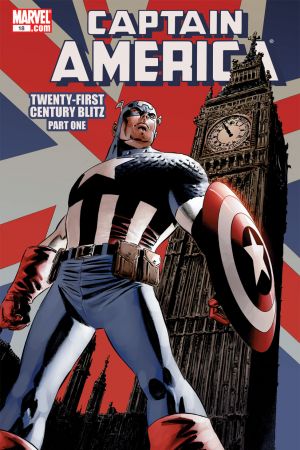 MARVEL
.com
18
CAPTAIN
AMERICA
TWENTY-FIRST
CENTURY BLITZ
PART ONE